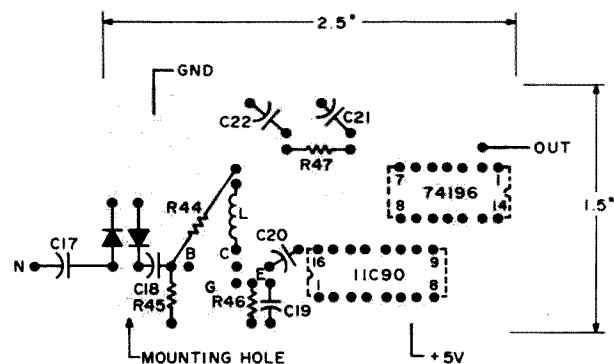 2.5"
GND
C22
C21
R47
OUT
7
1
74196
8
14
1.5"
R44
L
C20
C17
N
B
C
16
9
11C90
C18
E
G
1
8
R45
R46
C19
MOUNTING HOLE
+5V